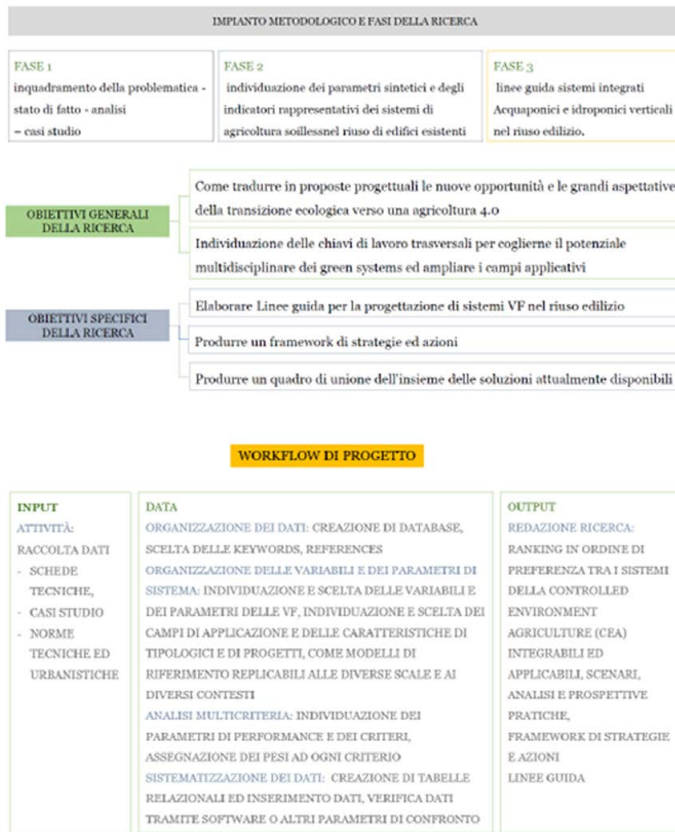 IMPIANTO METODOLOGICO E FASI DELLA RICERCA
FASE 1
inquadramento della problematica -
stato di fatto - analisi
– casi studio
FASE 2
individuazione dei parametri sintetici e degli
indicatori rappresentativi dei sistemi di
agricoltura soillessnel riuso di edifici esistenti
FASE 3
linee guida sistemi integrati
Acquaponici e idroponici verticali
nel riuso edilizio.
OBIETTIVI GENERALI
DELLA RICERCA
Come tradurre in proposte progettuali le nuove opportunità e le grandi aspettative
della transizione ecologica verso una agricoltura 4.0
Individuazione delle chiavi di lavoro trasversali per coglierne il potenziale
multidisciplinare dei green systems ed ampliare i campi applicativi
OBIETTIVI SPECIFICI
DELLA RICERCA
Elaborare Linee guida per la progettazione di sistemi VF nel riuso edilizio
Produrre un framework di strategie ed azioni
Produrre un quadro di unione dell'insieme delle soluzioni attualmente disponibili
WORKFLOW DI PROGETTO
INPUT
ATTIVITÀ:
RACCOLTA DATI
- SCHEDE
TECNICHE,
- CASI STUDIO
- NORME
TECNICHE ED
URBANISTICHE
DATA
ORGANIZZAZIONE DEI DATI: CREAZIONE DI DATABASE,
SCELTA DELLE KEYWORDS, REFERENCES
ORGANIZZAZIONE DELLE VARIABILI E DEI PARAMETRI DI
SISTEMA: INDIVIDUAZIONE E SCELTA DELLE VARIABILI E
DEI PARAMETRI DELLE VF, INDIVIDUAZIONE E SCELTA DEI
CAMPI DI APPLICAZIONE E DELLE CARATTERISTICHE DI
TIPOLOGICI E DI PROGETTI, COME MODELLI DI
RIFERIMENTO REPLICABILI ALLE DIVERSE SCALE E AI
DIVERSI CONTESTI
ANALISI MULTICRITERIA: INDIVIDUAZIONE DEI
PARAMETRI DI PERFORMANCE E DEI CRITERI,
ASSEGNAZIONE DEI PESI AD OGNI CRITERIO
SISTEMATIZZAZIONE DEI DATI: CREAZIONE DI TABELLE
RELAZIONALI ED INSERIMENTO DATI, VERIFICA DATI
TRAMITE SOFTWARE O ALTRI PARAMETRI DI CONFRONTO
OUTPUT
REDAZIONE RICERCA:
RANKING IN ORDINE DI
PREFERENZA TRA I SISTEMI
DELLA CONTROLLED
ENVIRONMENT
AGRICULTURE (CEA)
INTEGRABILI ED
APPLICABILI, SCENARI,
ANALISI E PROSPETTIVE
PRATICHE,
FRAMEWORK DI STRATEGIE
E AZIONI
LINEE GUIDA